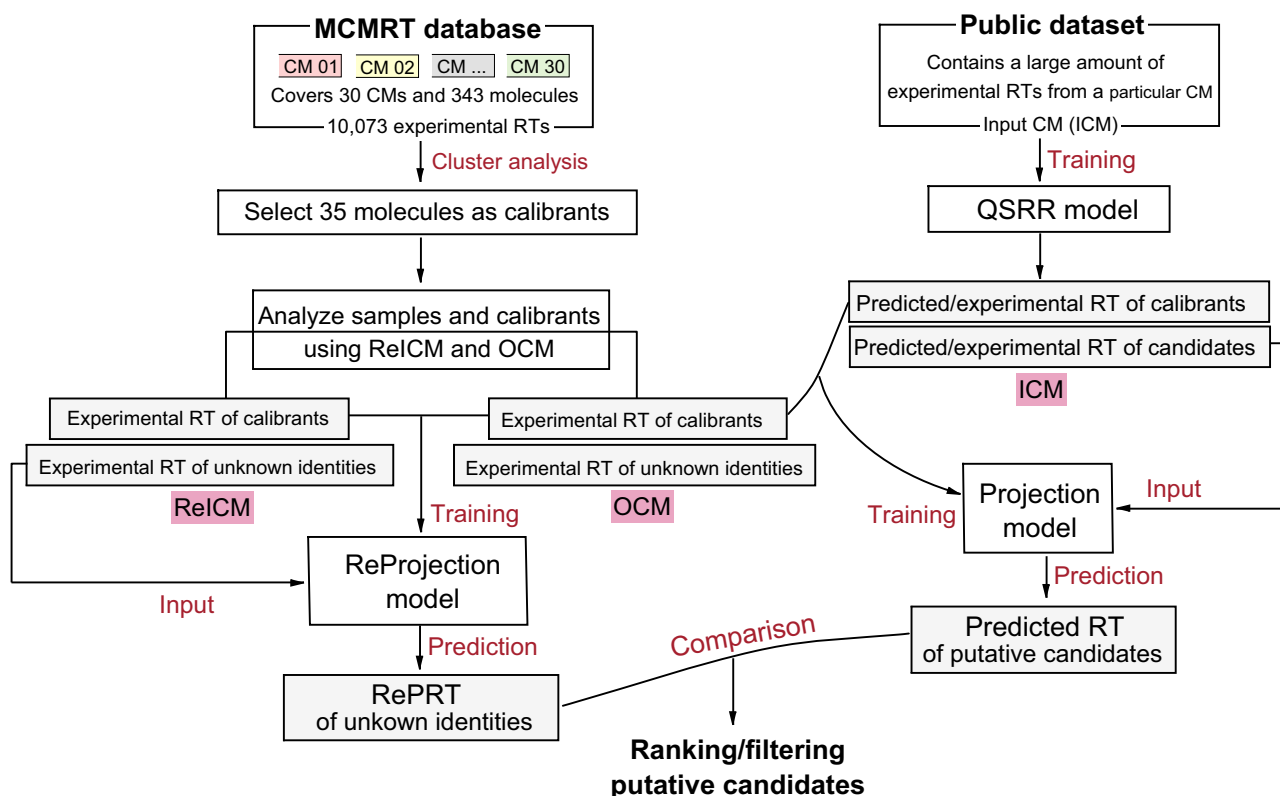 MCMRT database
CM 01
CM 02
CM ...
CM 30
Covers 30 CMs and 343 molecules
10,073 experimental RTs
Cluster analysis
Select 35 molecules as calibrants
Analyze samples and calibrants
using ReICM and OCM
Experimental RT of calibrants
Experimental RT of unknown identities
ReICM
Experimental RT of calibrants
Experimental RT of unknown identities
OCM
Training
ReProjection
model
Input
Prediction
RePRT
of unkown identities
Public dataset
Contains a large amount of
experimental RTs from a particular CM
Input CM (ICM)
Training
QSRR model
Predicted/experimental RT of calibrants
Predicted/experimental RT of candidates
ICM
Training
Projection
model
Input
Prediction
Predicted RT
of putative candidates
Comparison
Ranking/filtering
putative candidates